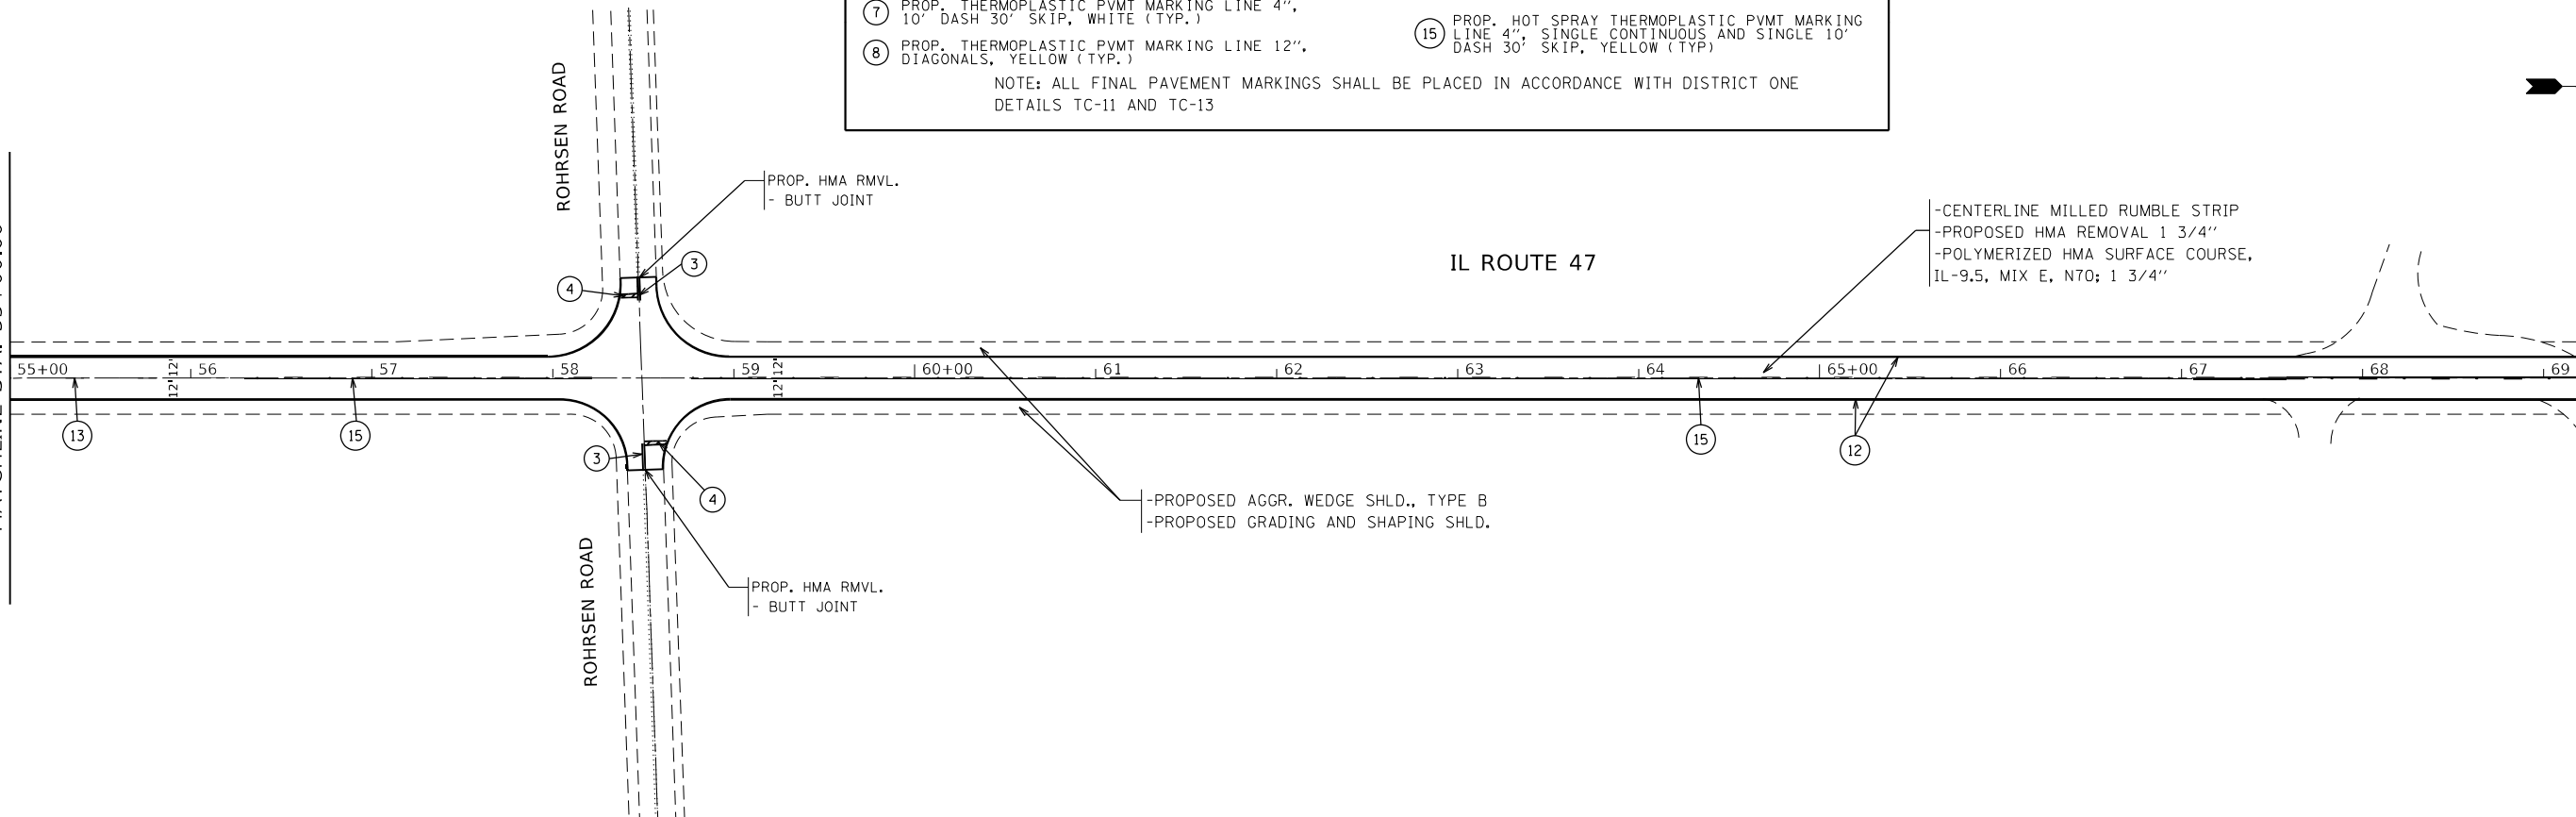 7 PROP. THERMOPLASTIC PVMT MARKING LINE 4",
10' DASH 30' SKIP, WHITE (TYP.)
8 PROP. THERMOPLASTIC PVMT MARKING LINE 12",
DIAGONALS, YELLOW (TYP.)
15 PROP. HOT SPRAY THERMOPLASTIC PVMT MARKING
LINE 4", SINGLE CONTINUOUS AND SINGLE 10'
DASH 30' SKIP, YELLOW (TYP)
NOTE: ALL FINAL PAVEMENT MARKINGS SHALL BE PLACED IN ACCORDANCE WITH DISTRICT ONE
DETAILS TC-11 AND TC-13
ROHRSEN ROAD
PROP. HMA RMVL.
- BUTT JOINT
3
4
IL ROUTE 47
-CENTERLINE MILLED RUMBLE STRIP
-PROPOSED HMA REMOVAL 1 3/4"
-POLYMERIZED HMA SURFACE COURSE,
IL-9.5, MIX E, N70; 1 3/4"
55+00 56 57 58 59 60+00 61 62 63 64 65+00 66 67 68 69
12' 12'
12' 12'
13
15
3
4
15
12
-PROPOSED AGGR. WEDGE SHLD., TYPE B
-PROPOSED GRADING AND SHAPING SHLD.
ROHRSEN ROAD
PROP. HMA RMVL.
- BUTT JOINT